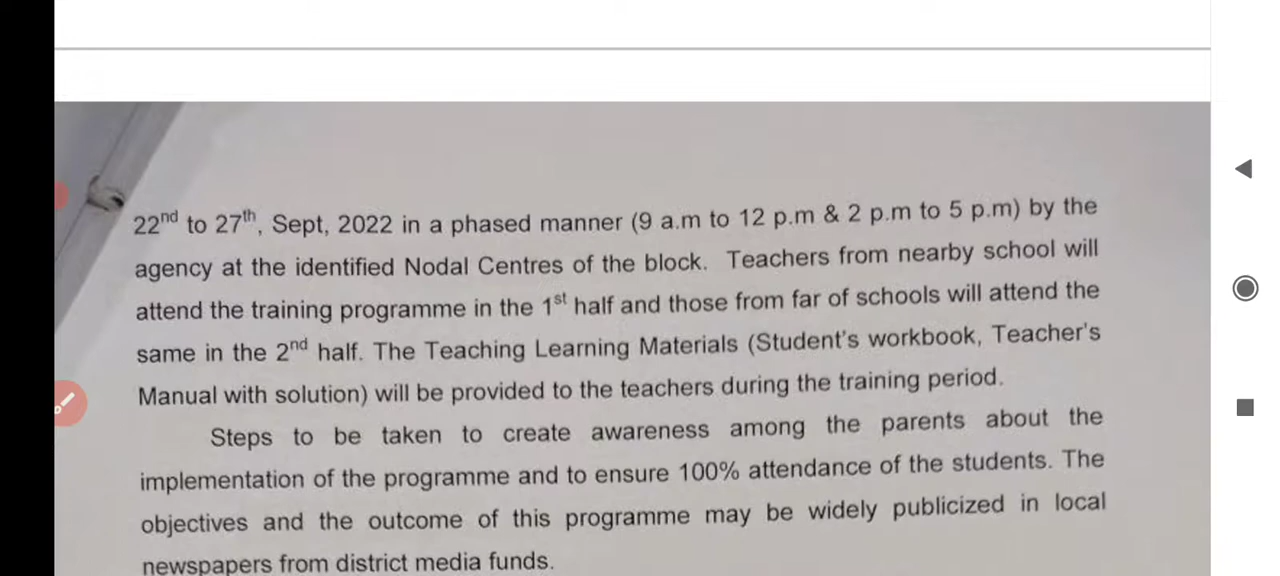 22nd to 27th, Sept, 2022 in a phased manner (9 a.m to 12 p.m & 2 p.m to 5 p.m) by the
agency at the identified Nodal Centres of the block. Teachers from nearby school will
attend the training programme in the 1st half and those from far of schools will attend the
same in the 2nd half. The Teaching Learning Materials (Student's workbook, Teacher's
Manual with solution) will be provided to the teachers during the training period.
Steps to be taken to create awareness among the parents about the
implementation of the programme and to ensure 100% attendance of the students. The
objectives and the outcome of this programme may be widely publicized in local
newspapers from district media funds.